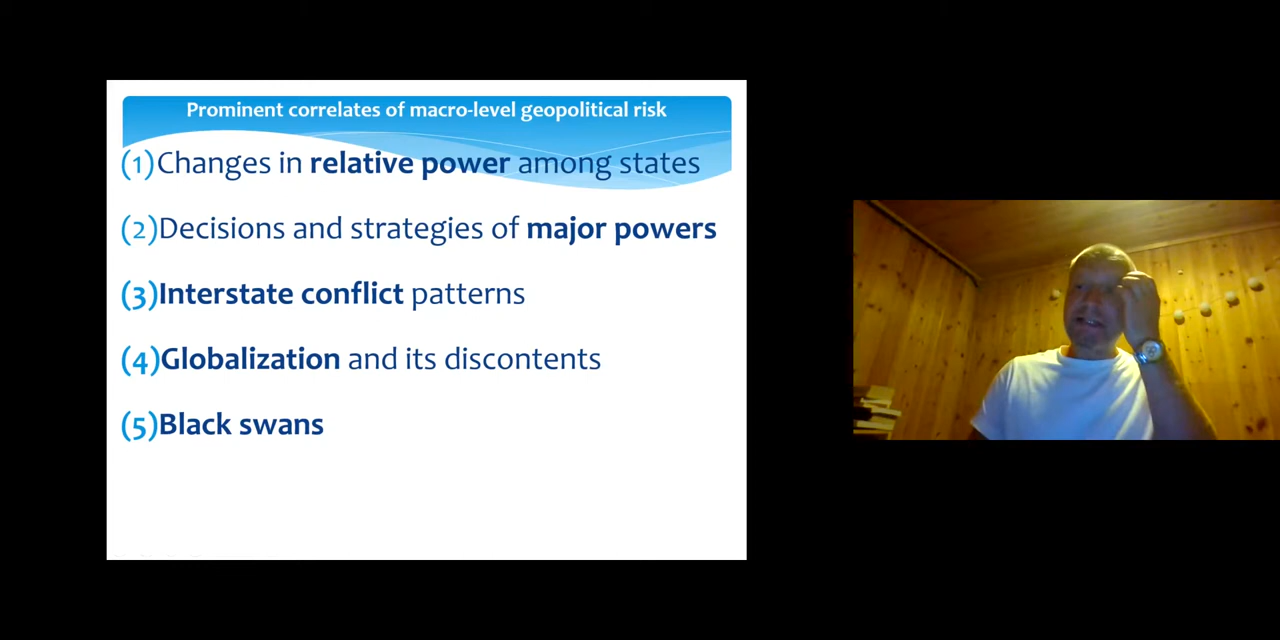 Prominent correlates of macro-level geopolitical risk
(1)Changes in relative power among states
(2)Decisions and strategies of major powers
(3)Interstate conflict patterns
(4)Globalization and its discontents
(5)Black swans